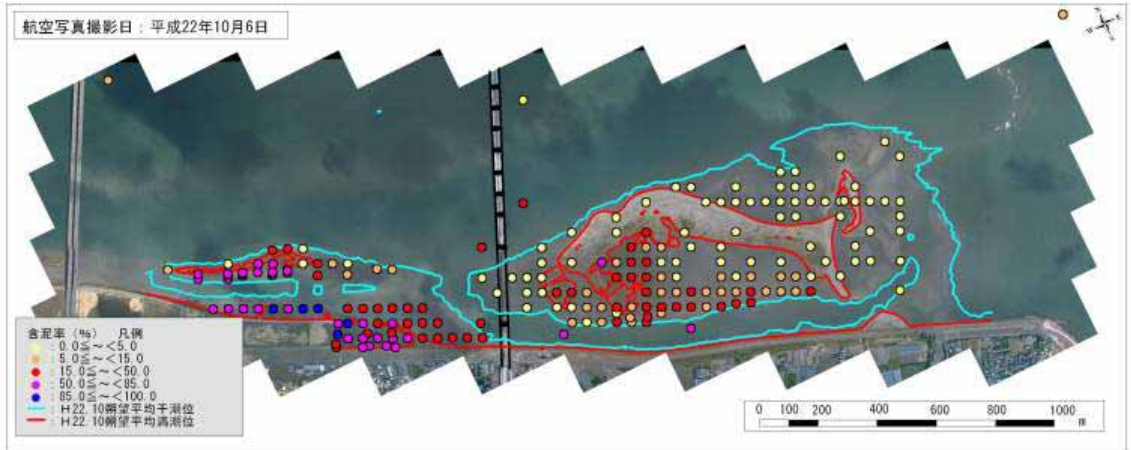 航空写真撮影日：平成22年10月6日
含泥率（%） 凡例
：0.0≦～<5.0
：5.0≦～<15.0
：15.0≦～<50.0
：50.0≦～<85.0
：85.0≦～<100.0
：H22.10朔望平均干潮位
：H22.10朔望平均満潮位
0 100 200 400 600 800 1000
m